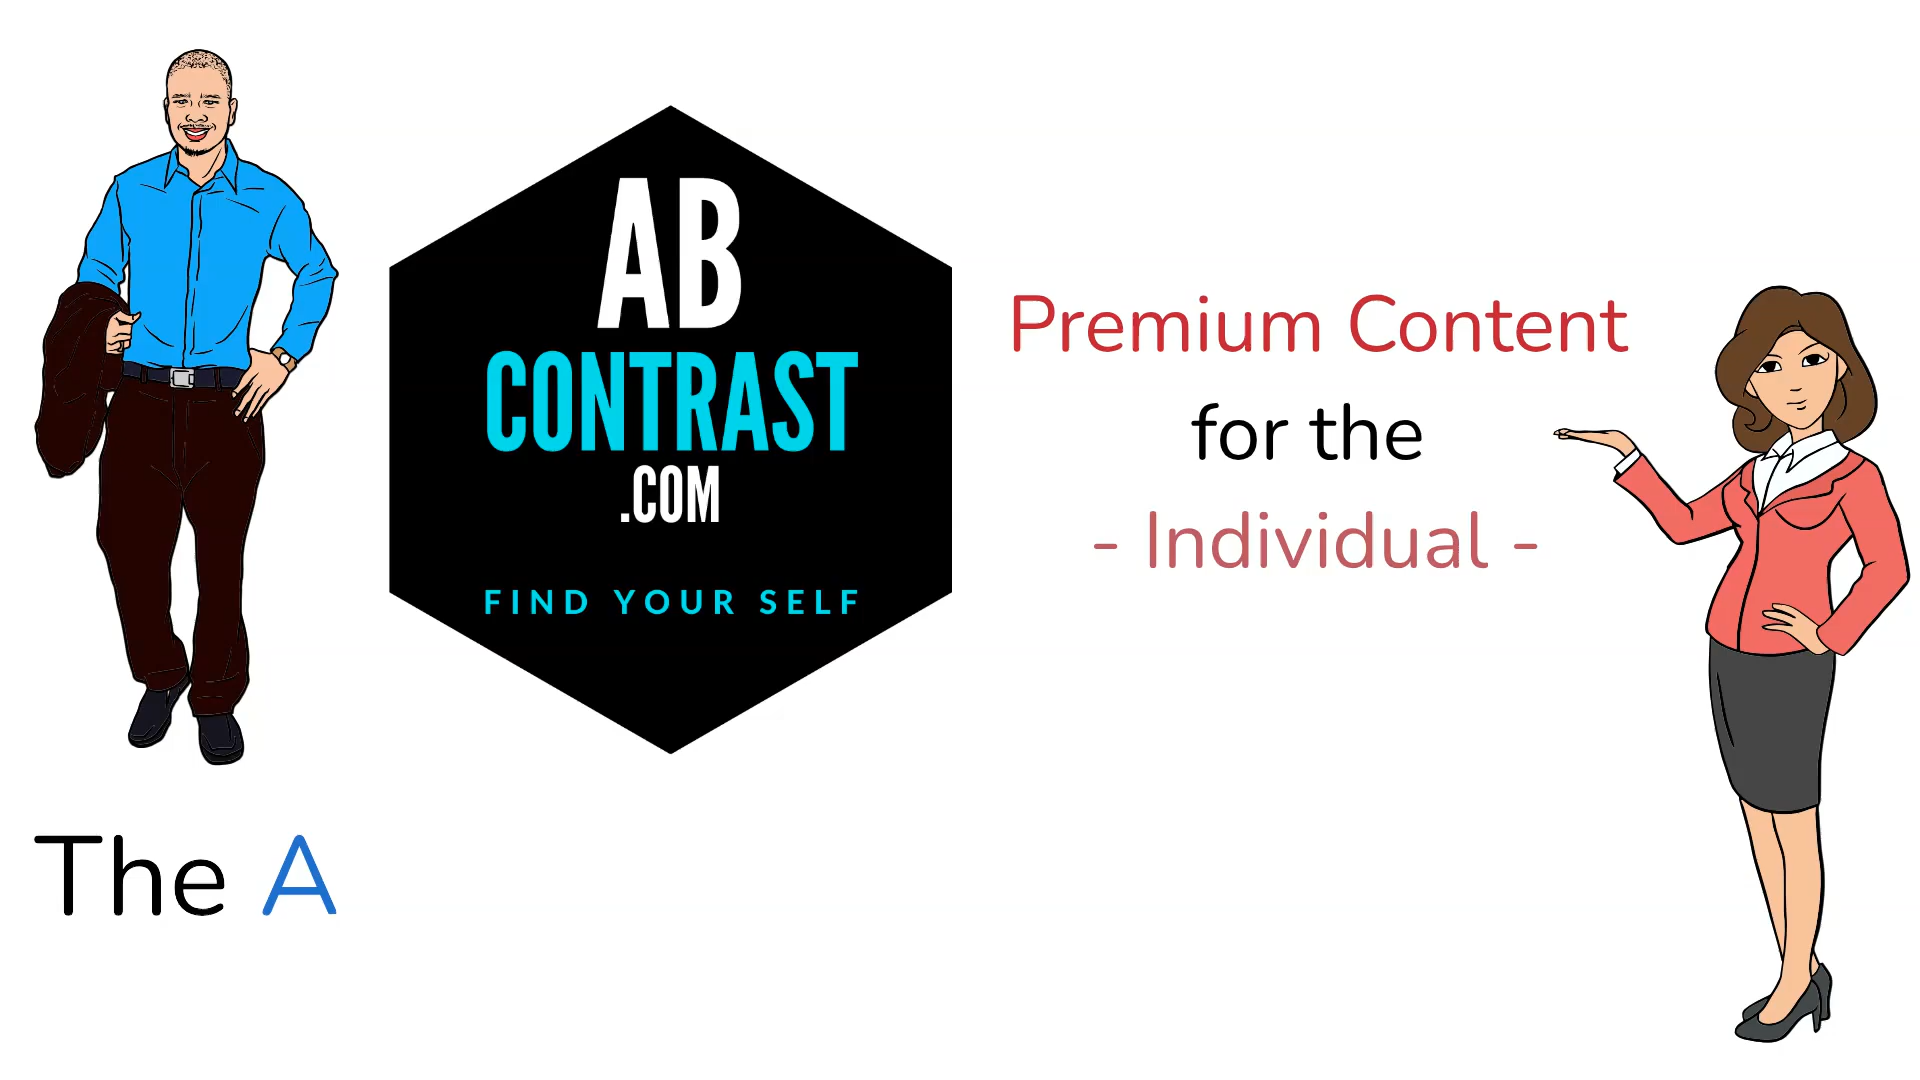 AB
CONTRAST
.COM
FIND YOUR SELF
Premium Content
for the
- Individual -
The A